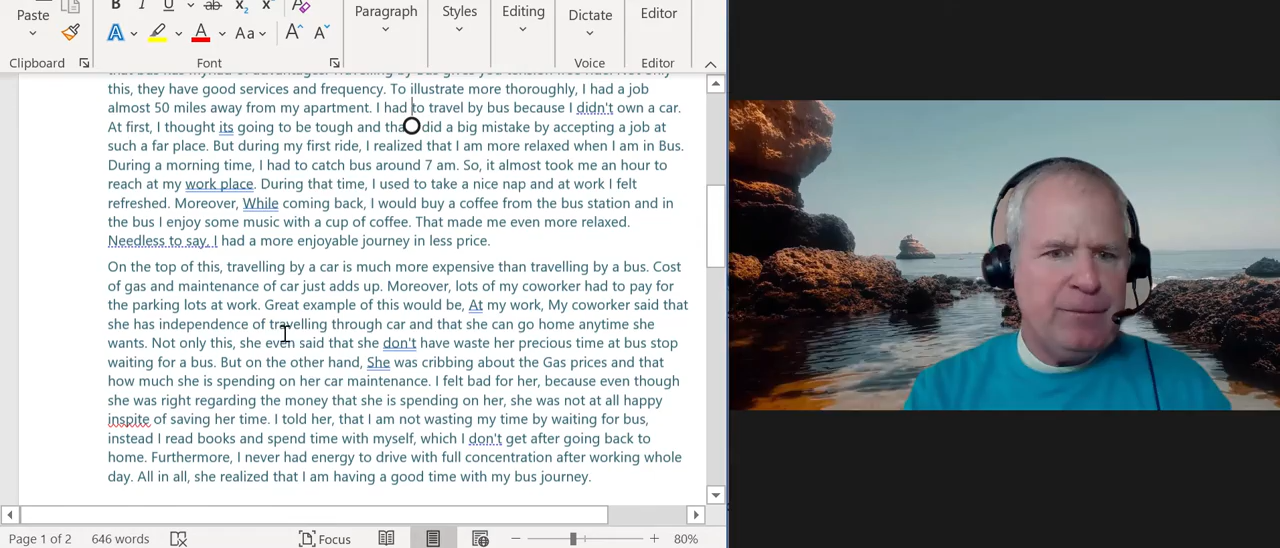 Paste
B I U ab x₂ x²
A A Aa A A
Clipboard
Font
Paragraph
Styles
Editing
Dictate
Voice
Editor
Editor
this, they have good services and frequency. To illustrate more thoroughly, I had a job
almost 50 miles away from my apartment. I had to travel by bus because I didn't own a car.
At first, I thought its going to be tough and did a big mistake by accepting a job at
such a far place. But during my first ride, I realized that I am more relaxed when I am in Bus.
During a morning time, I had to catch bus around 7 am. So, it almost took me an hour to
reach at my work place. During that time, I used to take a nice nap and at work I felt
refreshed. Moreover, While coming back, I would buy a coffee from the bus station and in
the bus I enjoy some music with a cup of coffee. That made me even more relaxed.
Needless to say, I had a more enjoyable journey in less price.
On the top of this, travelling by a car is much more expensive than travelling by a bus. Cost
of gas and maintenance of car just adds up. Moreover, lots of my coworker had to pay for
the parking lots at work. Great example of this would be, At my work, My coworker said that
she has independence of travelling through car and that she can go home anytime she
wants. Not only this, she even said that she don't have waste her precious time at bus stop
waiting for a bus. But on the other hand, She was cribbing about the Gas prices and that
how much she is spending on her car maintenance. I felt bad for her, because even though
she was right regarding the money that she is spending on her, she was not at all happy
inspite of saving her time. I told her, that I am not wasting my time by waiting for bus,
instead I read books and spend time with myself, which I don't get after going back to
home. Furthermore, I never had energy to drive with full concentration after working whole
day. All in all, she realized that I am having a good time with my bus journey.
Page 1 of 2 646 words Focus 80%